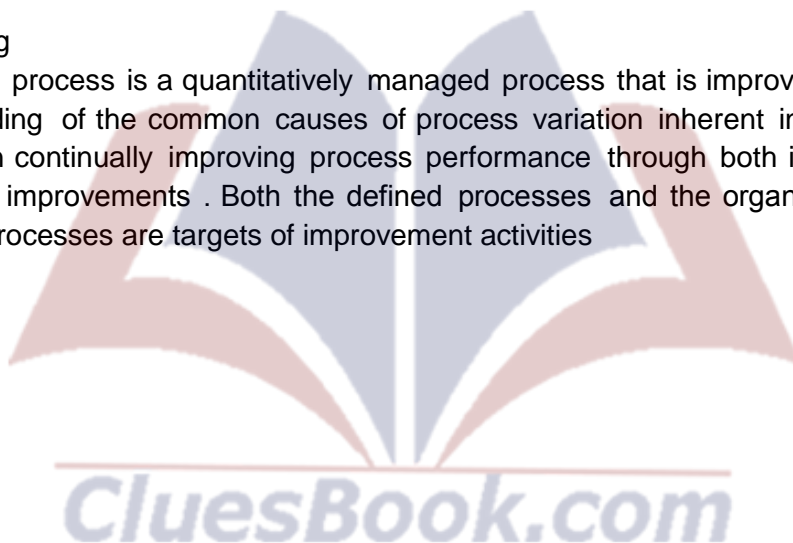 g
process is a quantitatively managed process that is improv
ling of the common causes of process variation inherent in
n continually improving process performance through both i
improvements . Both the defined processes and the organ
rocesses are targets of improvement activities
CluesBook.com